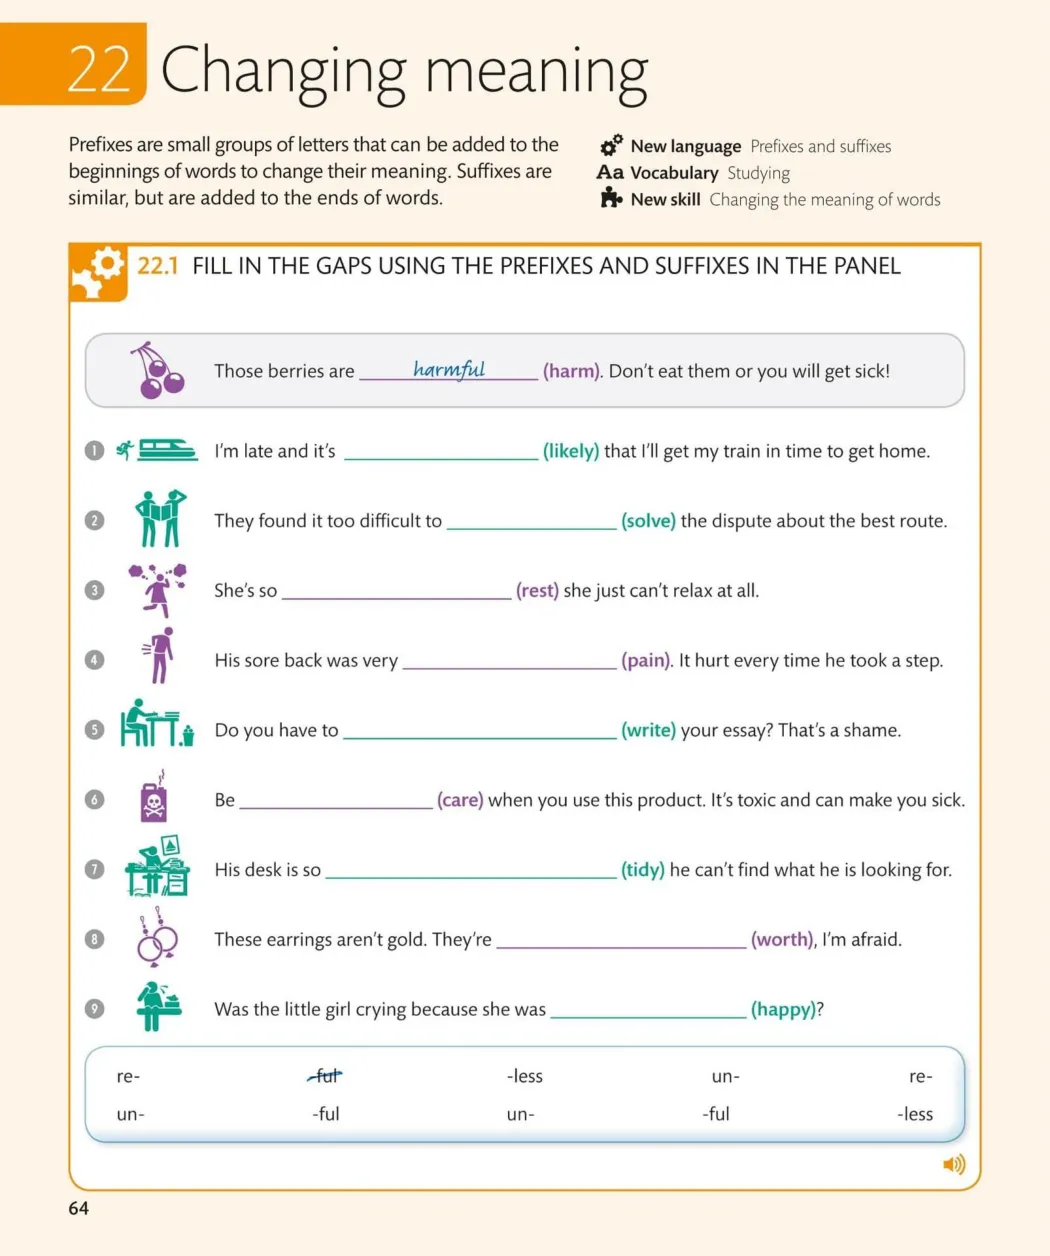 22 Changing meaning
Prefixes are small groups of letters that can be added to the
beginnings of words to change their meaning. Suffixes are
similar, but are added to the ends of words.
New language Prefixes and suffixes
Aa Vocabulary Studying
New skill Changing the meaning of words
22.1 FILL IN THE GAPS USING THE PREFIXES AND SUFFIXES IN THE PANEL
Those berries are harmful (harm). Don't eat them or you will get sick!
1 I'm late and it's (likely) that I'll get my train in time to get home.
2 They found it too difficult to (solve) the dispute about the best route.
3 She's so (rest) she just can't relax at all.
4 His sore back was very (pain). It hurt every time he took a step.
5 Do you have to (write) your essay? That's a shame.
6 Be (care) when you use this product. It's toxic and can make you sick.
7 His desk is so (tidy) he can't find what he is looking for.
8 These earrings aren't gold. They're (worth), I'm afraid.
9 Was the little girl crying because she was (happy)?
re- -ful -less un- re-
un- -ful un- -ful -less
64